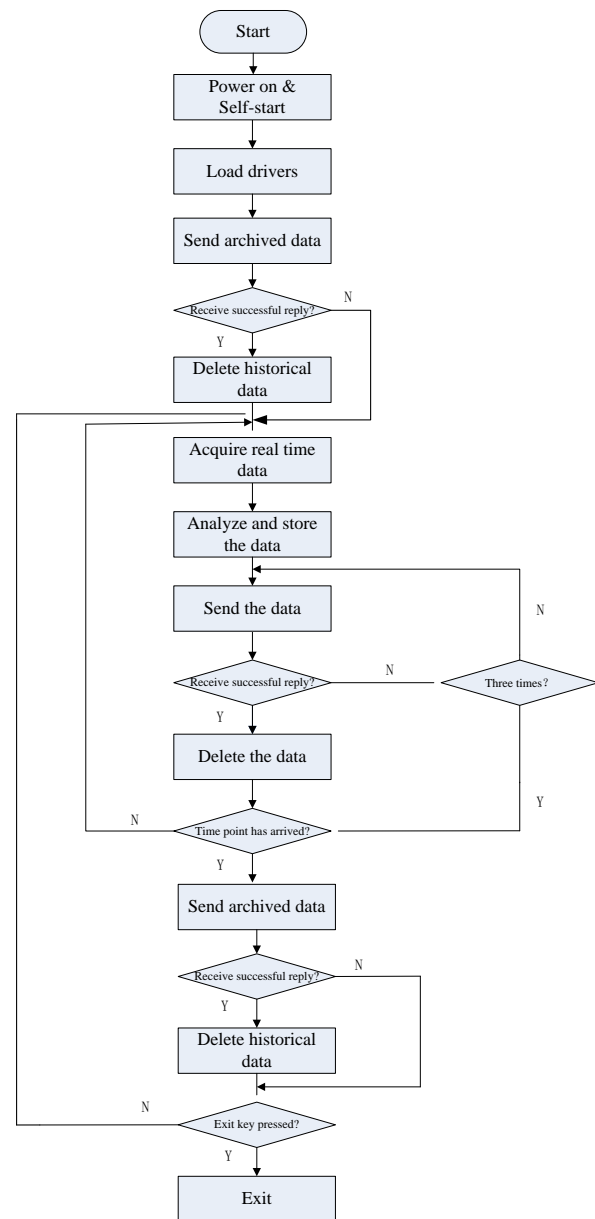 Start
Power on &
Self-start
Load drivers
Send archived data
Receive successful reply?
N
Y
Delete historical
data
Acquire real time
data
Analyze and store
the data
Send the data
N
Receive successful reply?
N
Three times?
Y
Delete the data
Y
N
Time point has arrived?
Y
Send archived data
Receive successful reply?
N
Y
Delete historical
data
N
Exit key pressed?
Y
Exit